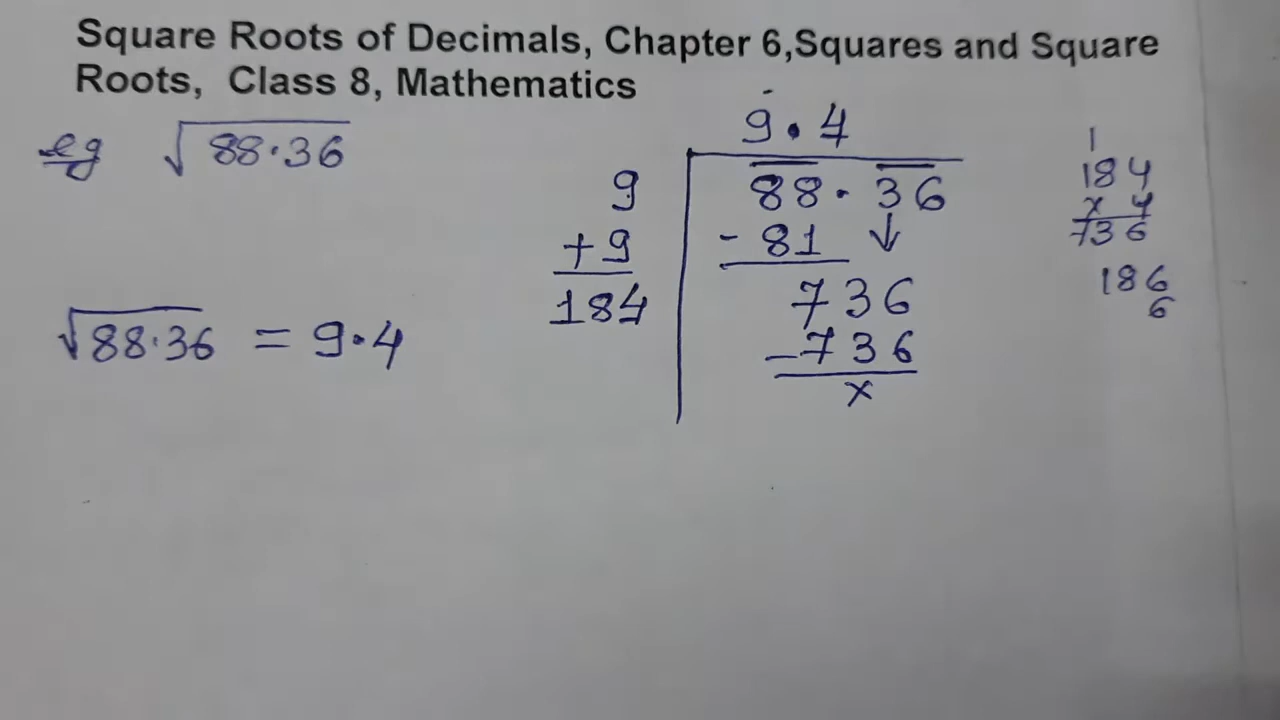 Square Roots of Decimals, Chapter 6,Squares and Square
Roots, Class 8, Mathematics
eg √88.36
9.4
9
88.36
+9
-81 ↓
184
736
-736
x
√88.36 = 9.4
1
184
x 4
736
186
6